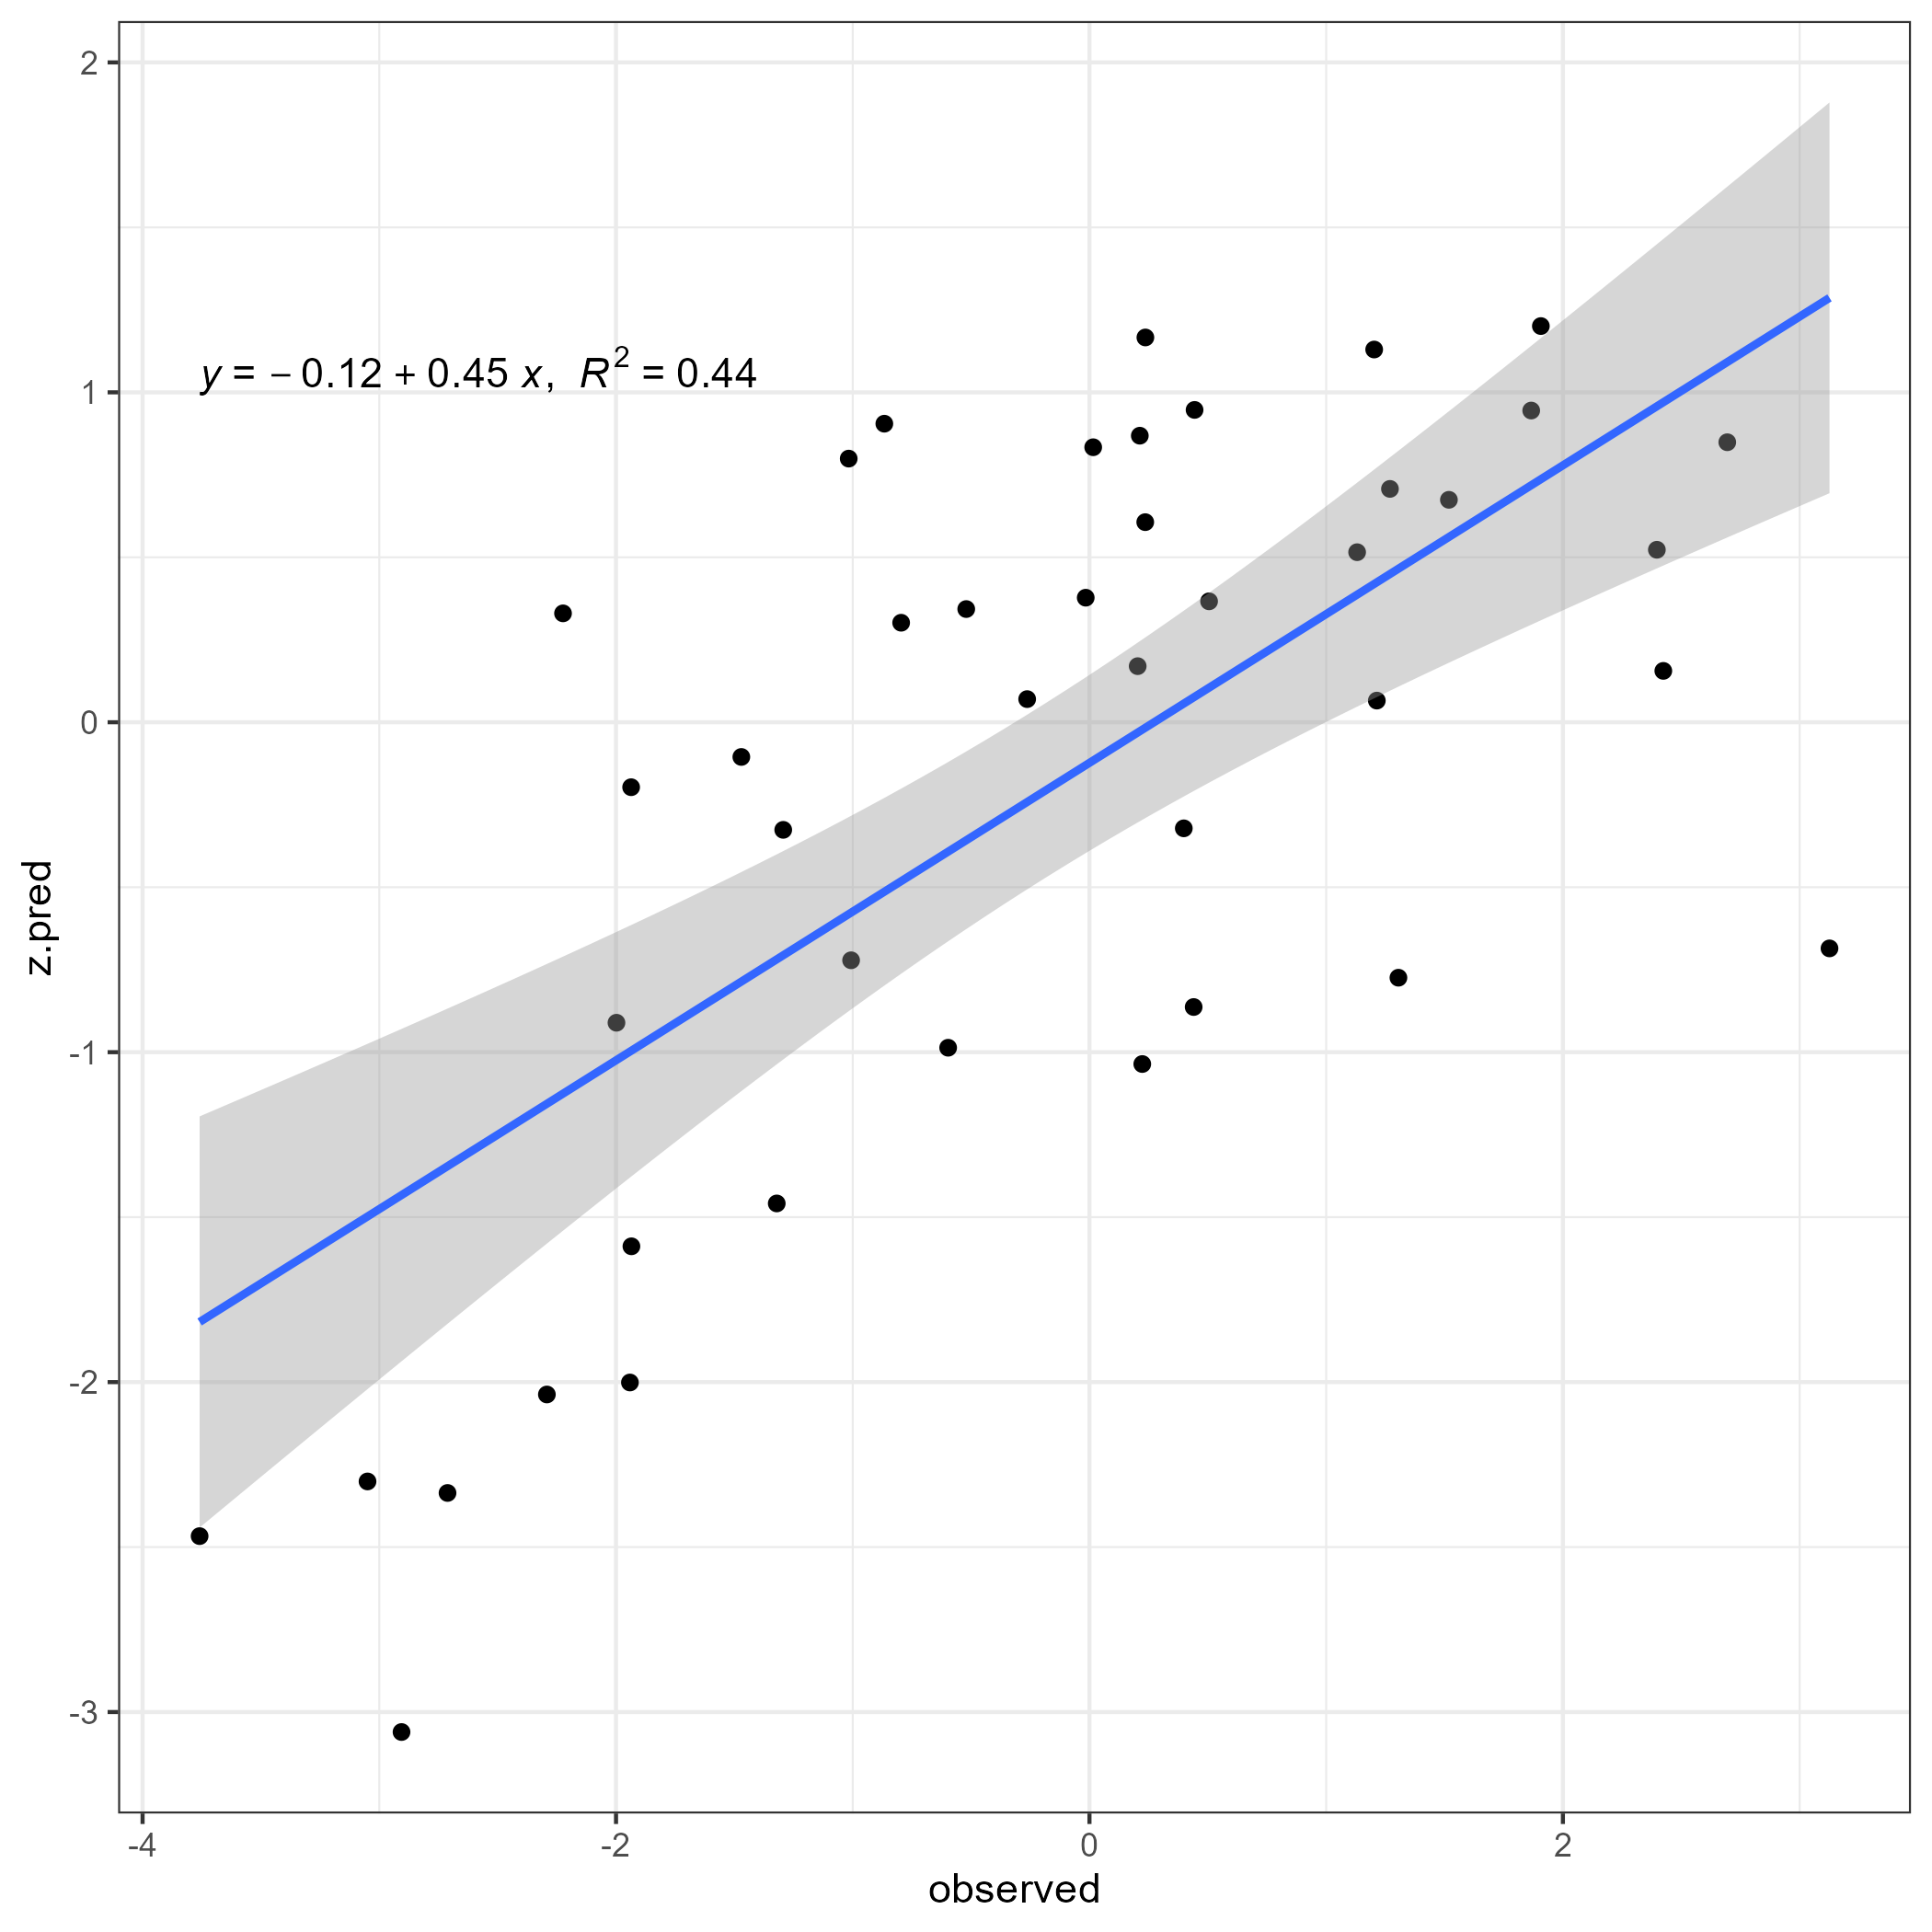 2
y = − 0.12 + 0.45 x, R² = 0.44
1
0
-1
-2
-3
z.pred
-4 -2 0 2
observed